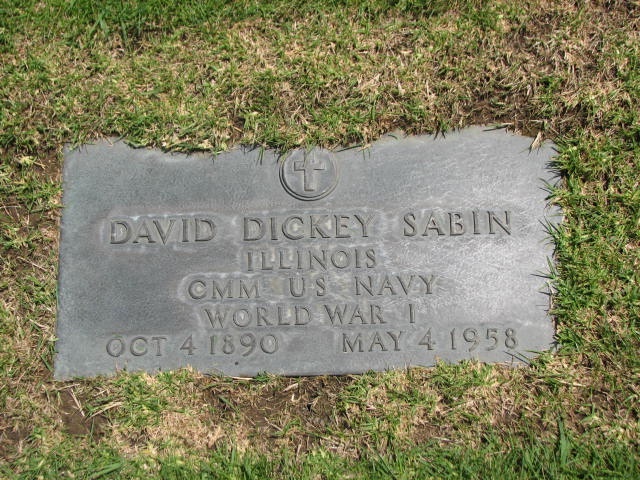 DAVID DICKEY SABIN
ILLINOIS
CMM US NAVY
WORLD WAR I
OCT 4 1890 MAY 4 1958